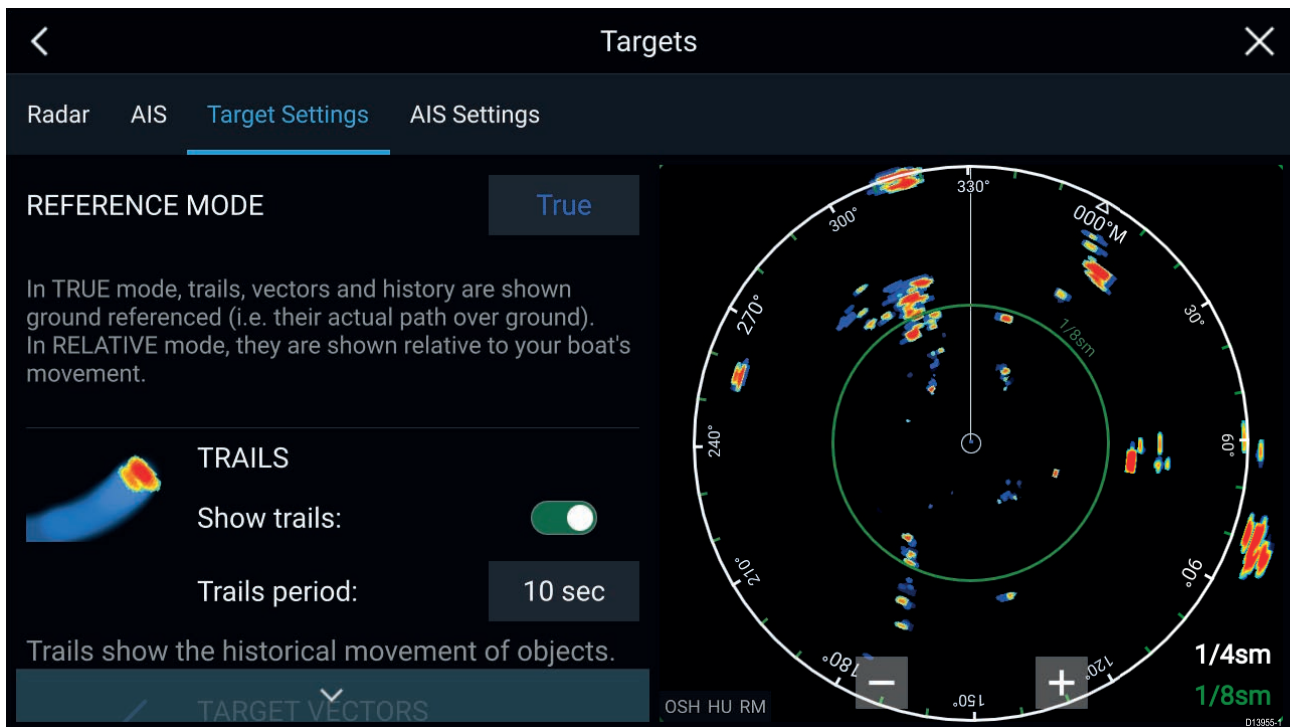 Targets
Radar
AIS
Target Settings
AIS Settings
REFERENCE MODE
True
In TRUE mode, trails, vectors and history are shown
ground referenced (i.e. their actual path over ground).
In RELATIVE mode, they are shown relative to your boat's
movement.
TRAILS
Show trails:
Trails period:
10 sec
Trails show the historical movement of objects.
TARGET VECTORS
330°
000°M
30°
60°
90°
120°
150°
180°
210°
240°
270°
300°
1/8sm
1/4sm
1/8sm
OSH HU RM
D13955-1